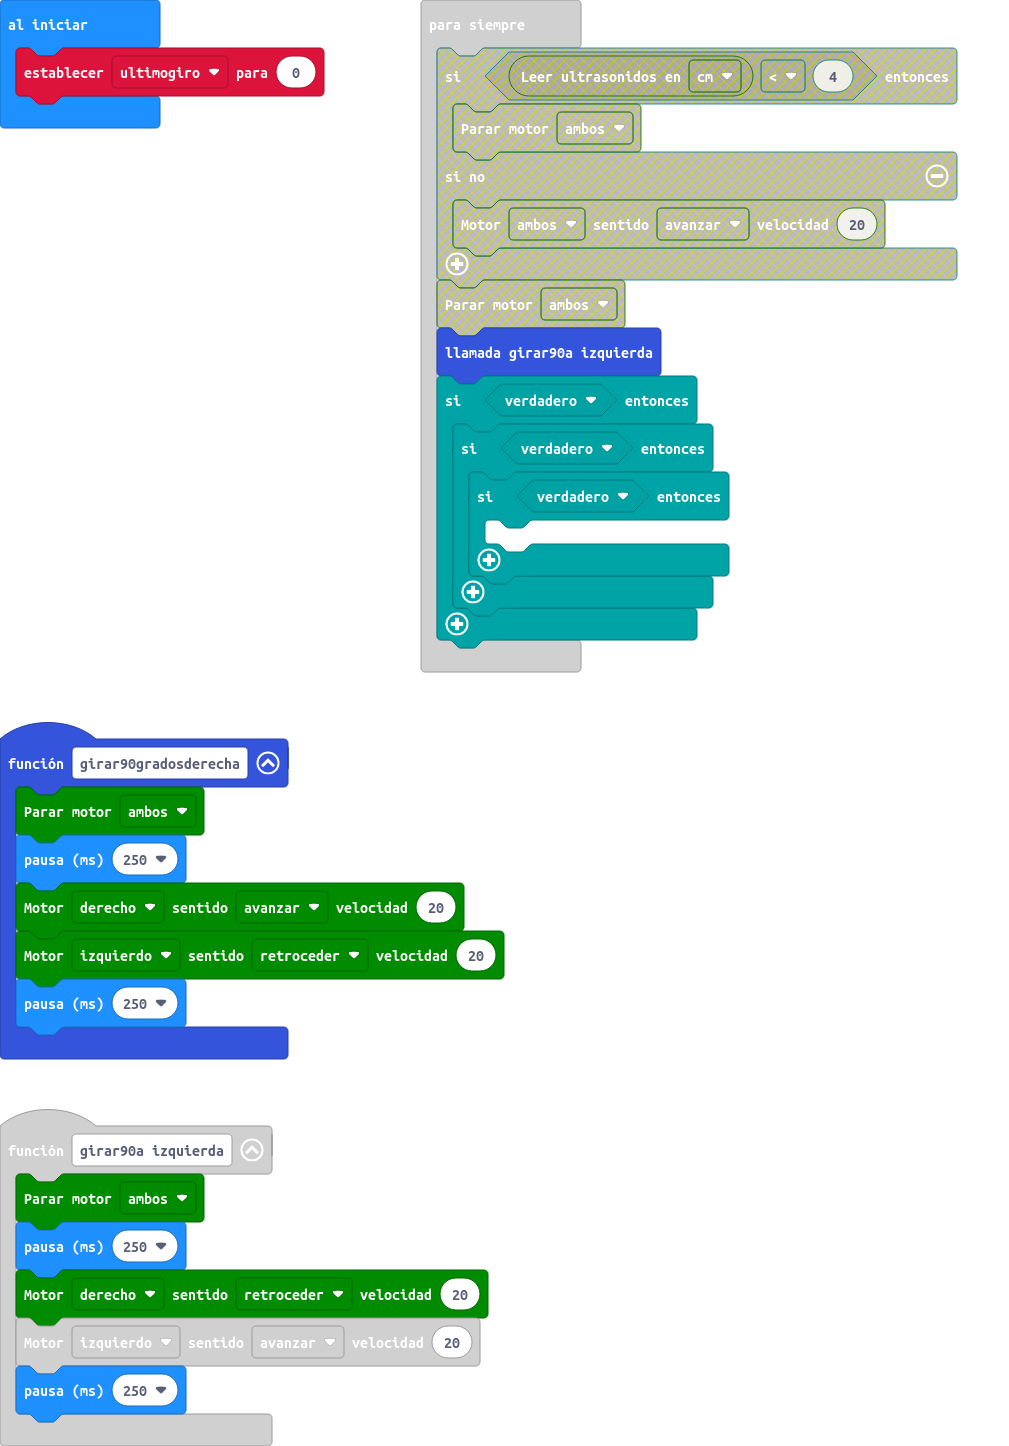 al iniciar
establecer ultimogiro para 0
para siempre
si Leer ultrasonidos en cm < 4 entonces
Parar motor ambos
si no
Motor ambos sentido avanzar velocidad 20
Parar motor ambos
llamada girar90a izquierda
si verdadero entonces
si verdadero entonces
si verdadero entonces
función girar90gradosderecha
Parar motor ambos
pausa (ms) 250
Motor derecho sentido avanzar velocidad 20
Motor izquierdo sentido retroceder velocidad 20
pausa (ms) 250
función girar90a izquierda
Parar motor ambos
pausa (ms) 250
Motor derecho sentido retroceder velocidad 20
Motor izquierdo sentido avanzar velocidad 20
pausa (ms) 250